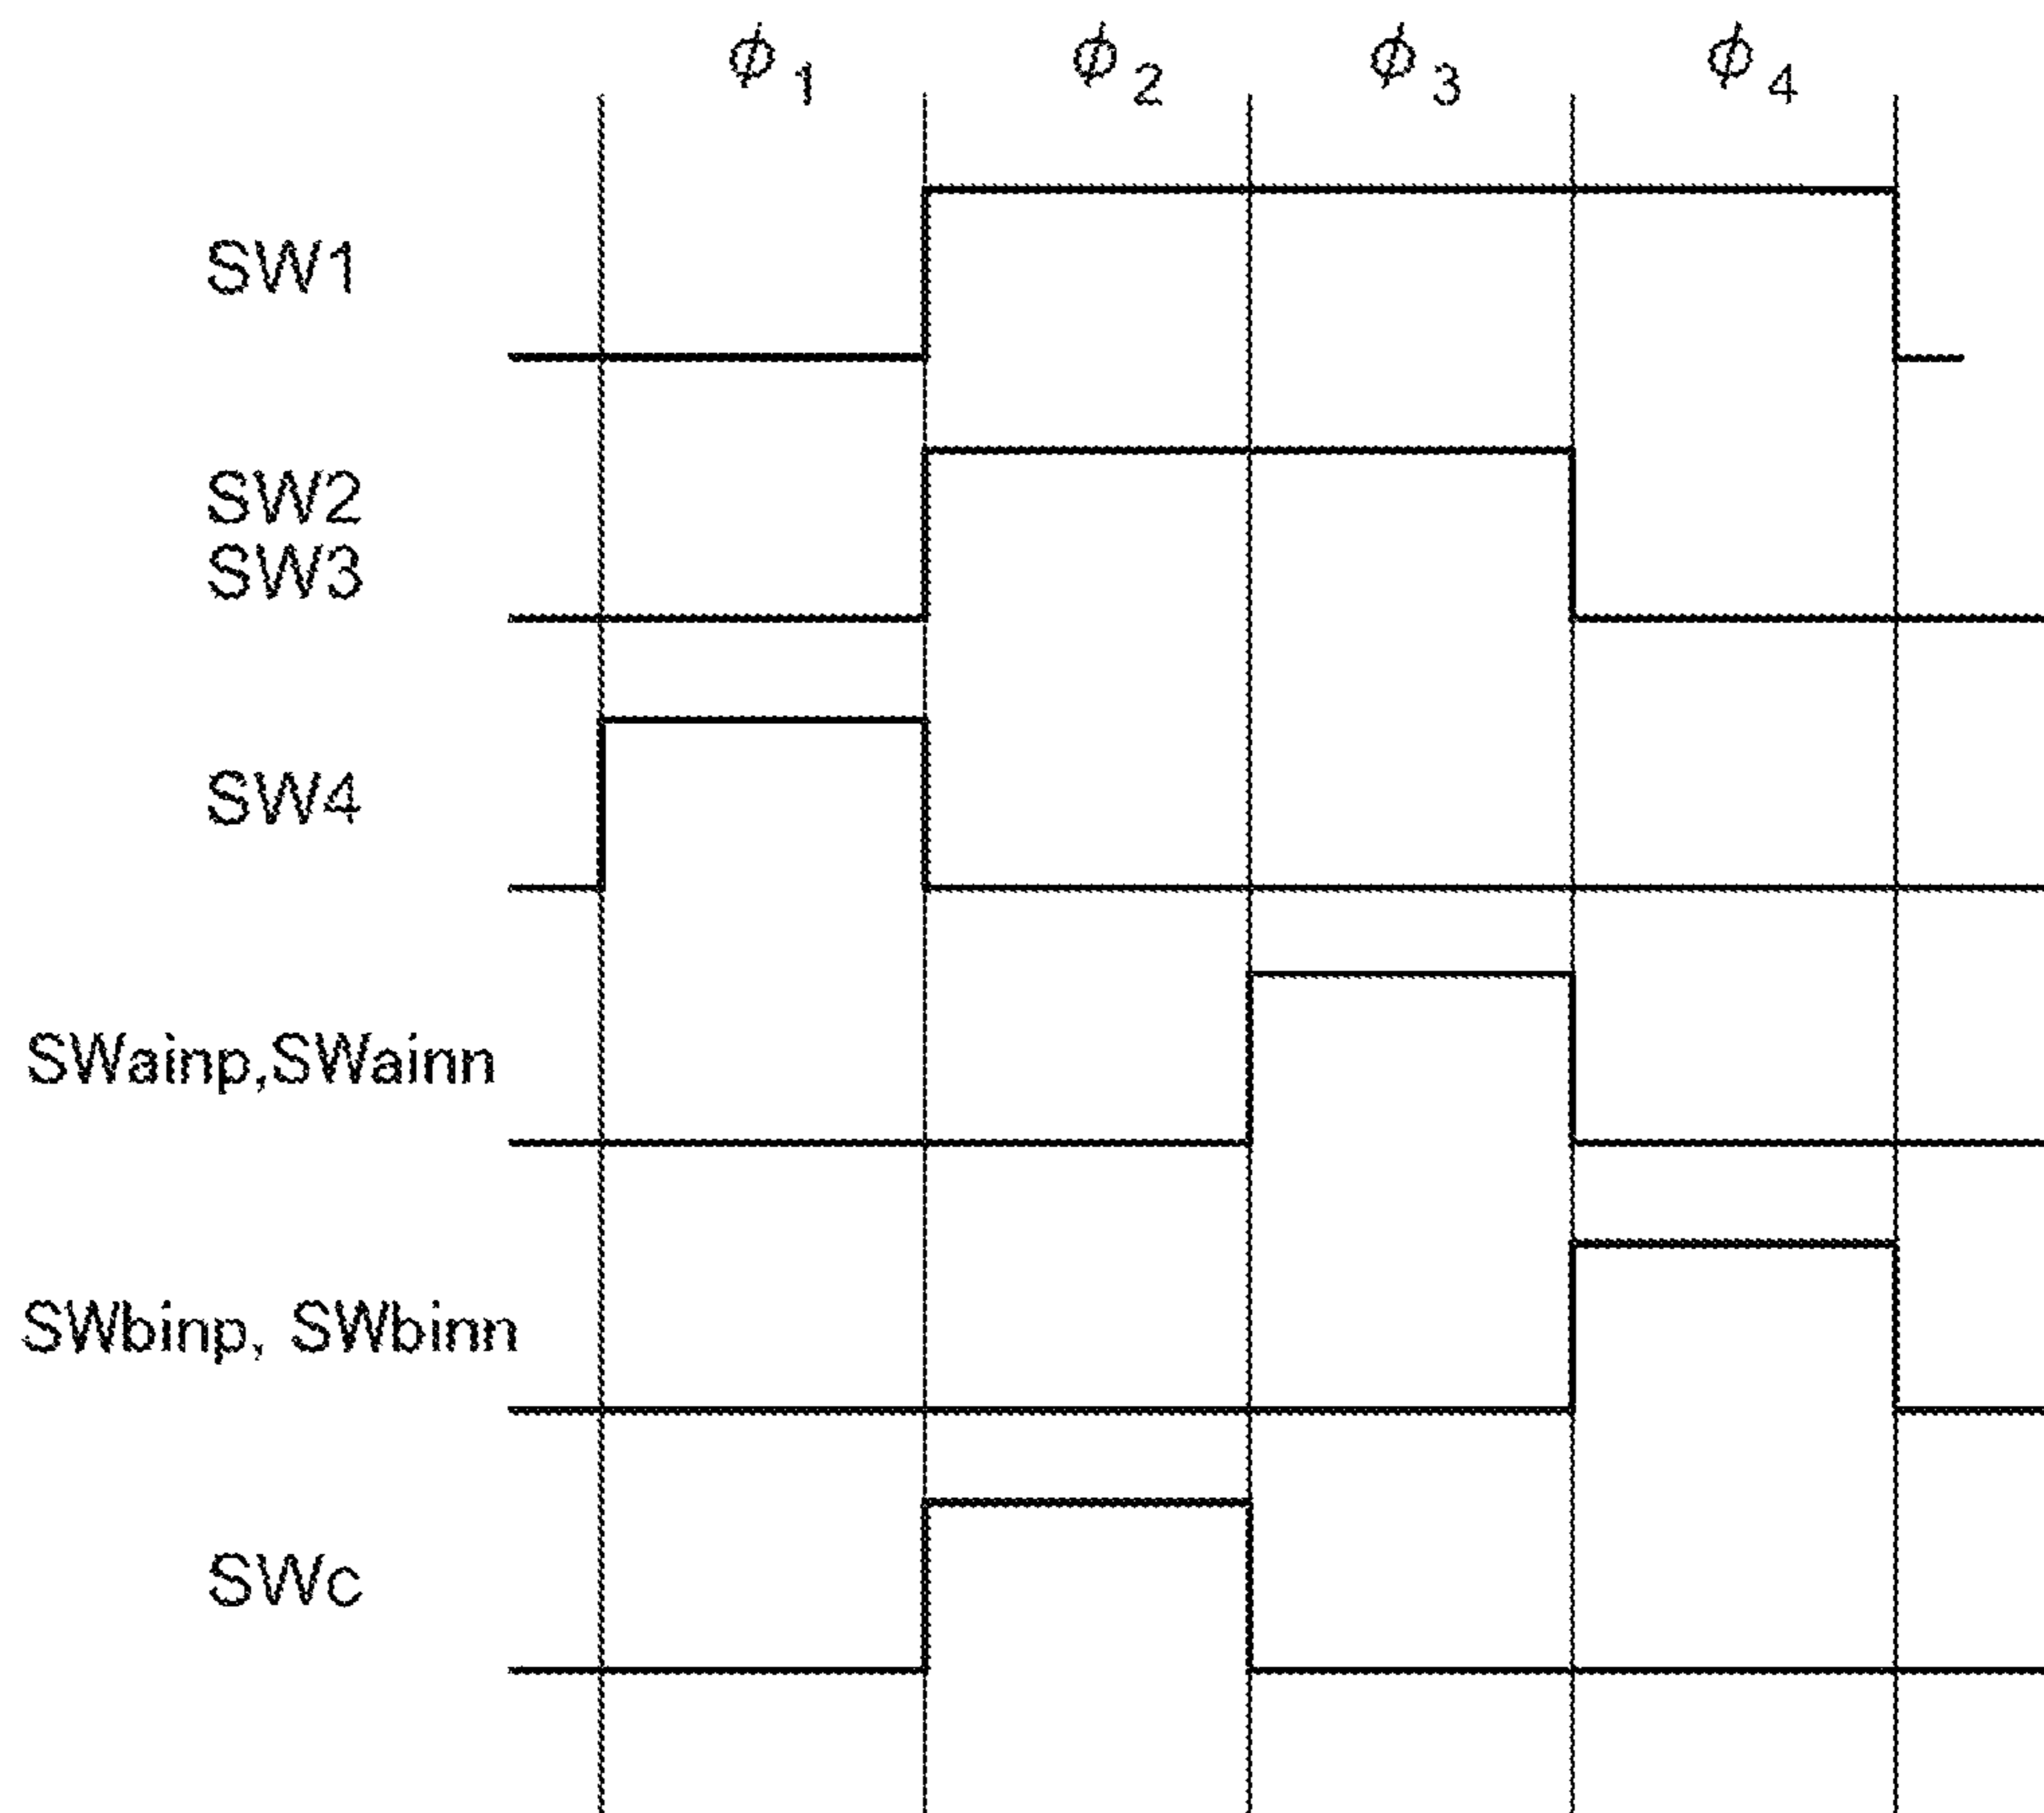 ϕ1 ϕ2 ϕ3 ϕ4
SW1
SW2
SW3
SW4
SWainp,SWainn
SWbinp, SWbinn
SWc